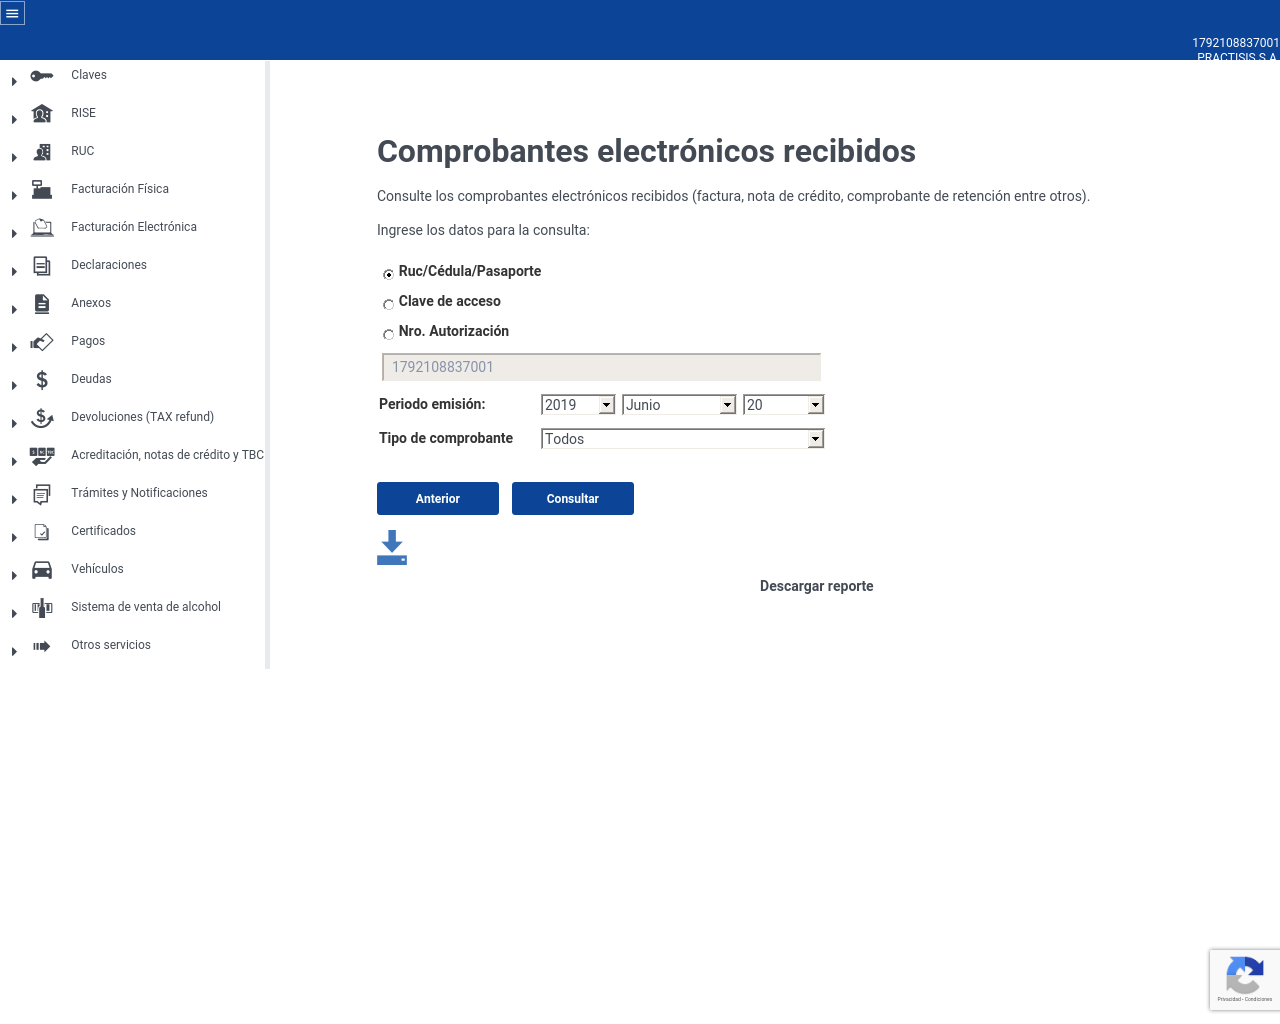 1792108837001
PRACTISIS S.A.
Claves
RISE
RUC
Facturación Física
Facturación Electrónica
Declaraciones
Anexos
Pagos
Deudas
Devoluciones (TAX refund)
Acreditación, notas de crédito y TBC
Trámites y Notificaciones
Certificados
Vehículos
Sistema de venta de alcohol
Otros servicios
Comprobantes electrónicos recibidos
Consulte los comprobantes electrónicos recibidos (factura, nota de crédito, comprobante de retención entre otros).
Ingrese los datos para la consulta:
Ruc/Cédula/Pasaporte
Clave de acceso
Nro. Autorización
1792108837001
Periodo emisión: 2019 Junio 20
Tipo de comprobante Todos
Anterior Consultar
Descargar reporte
Privacidad - Condiciones